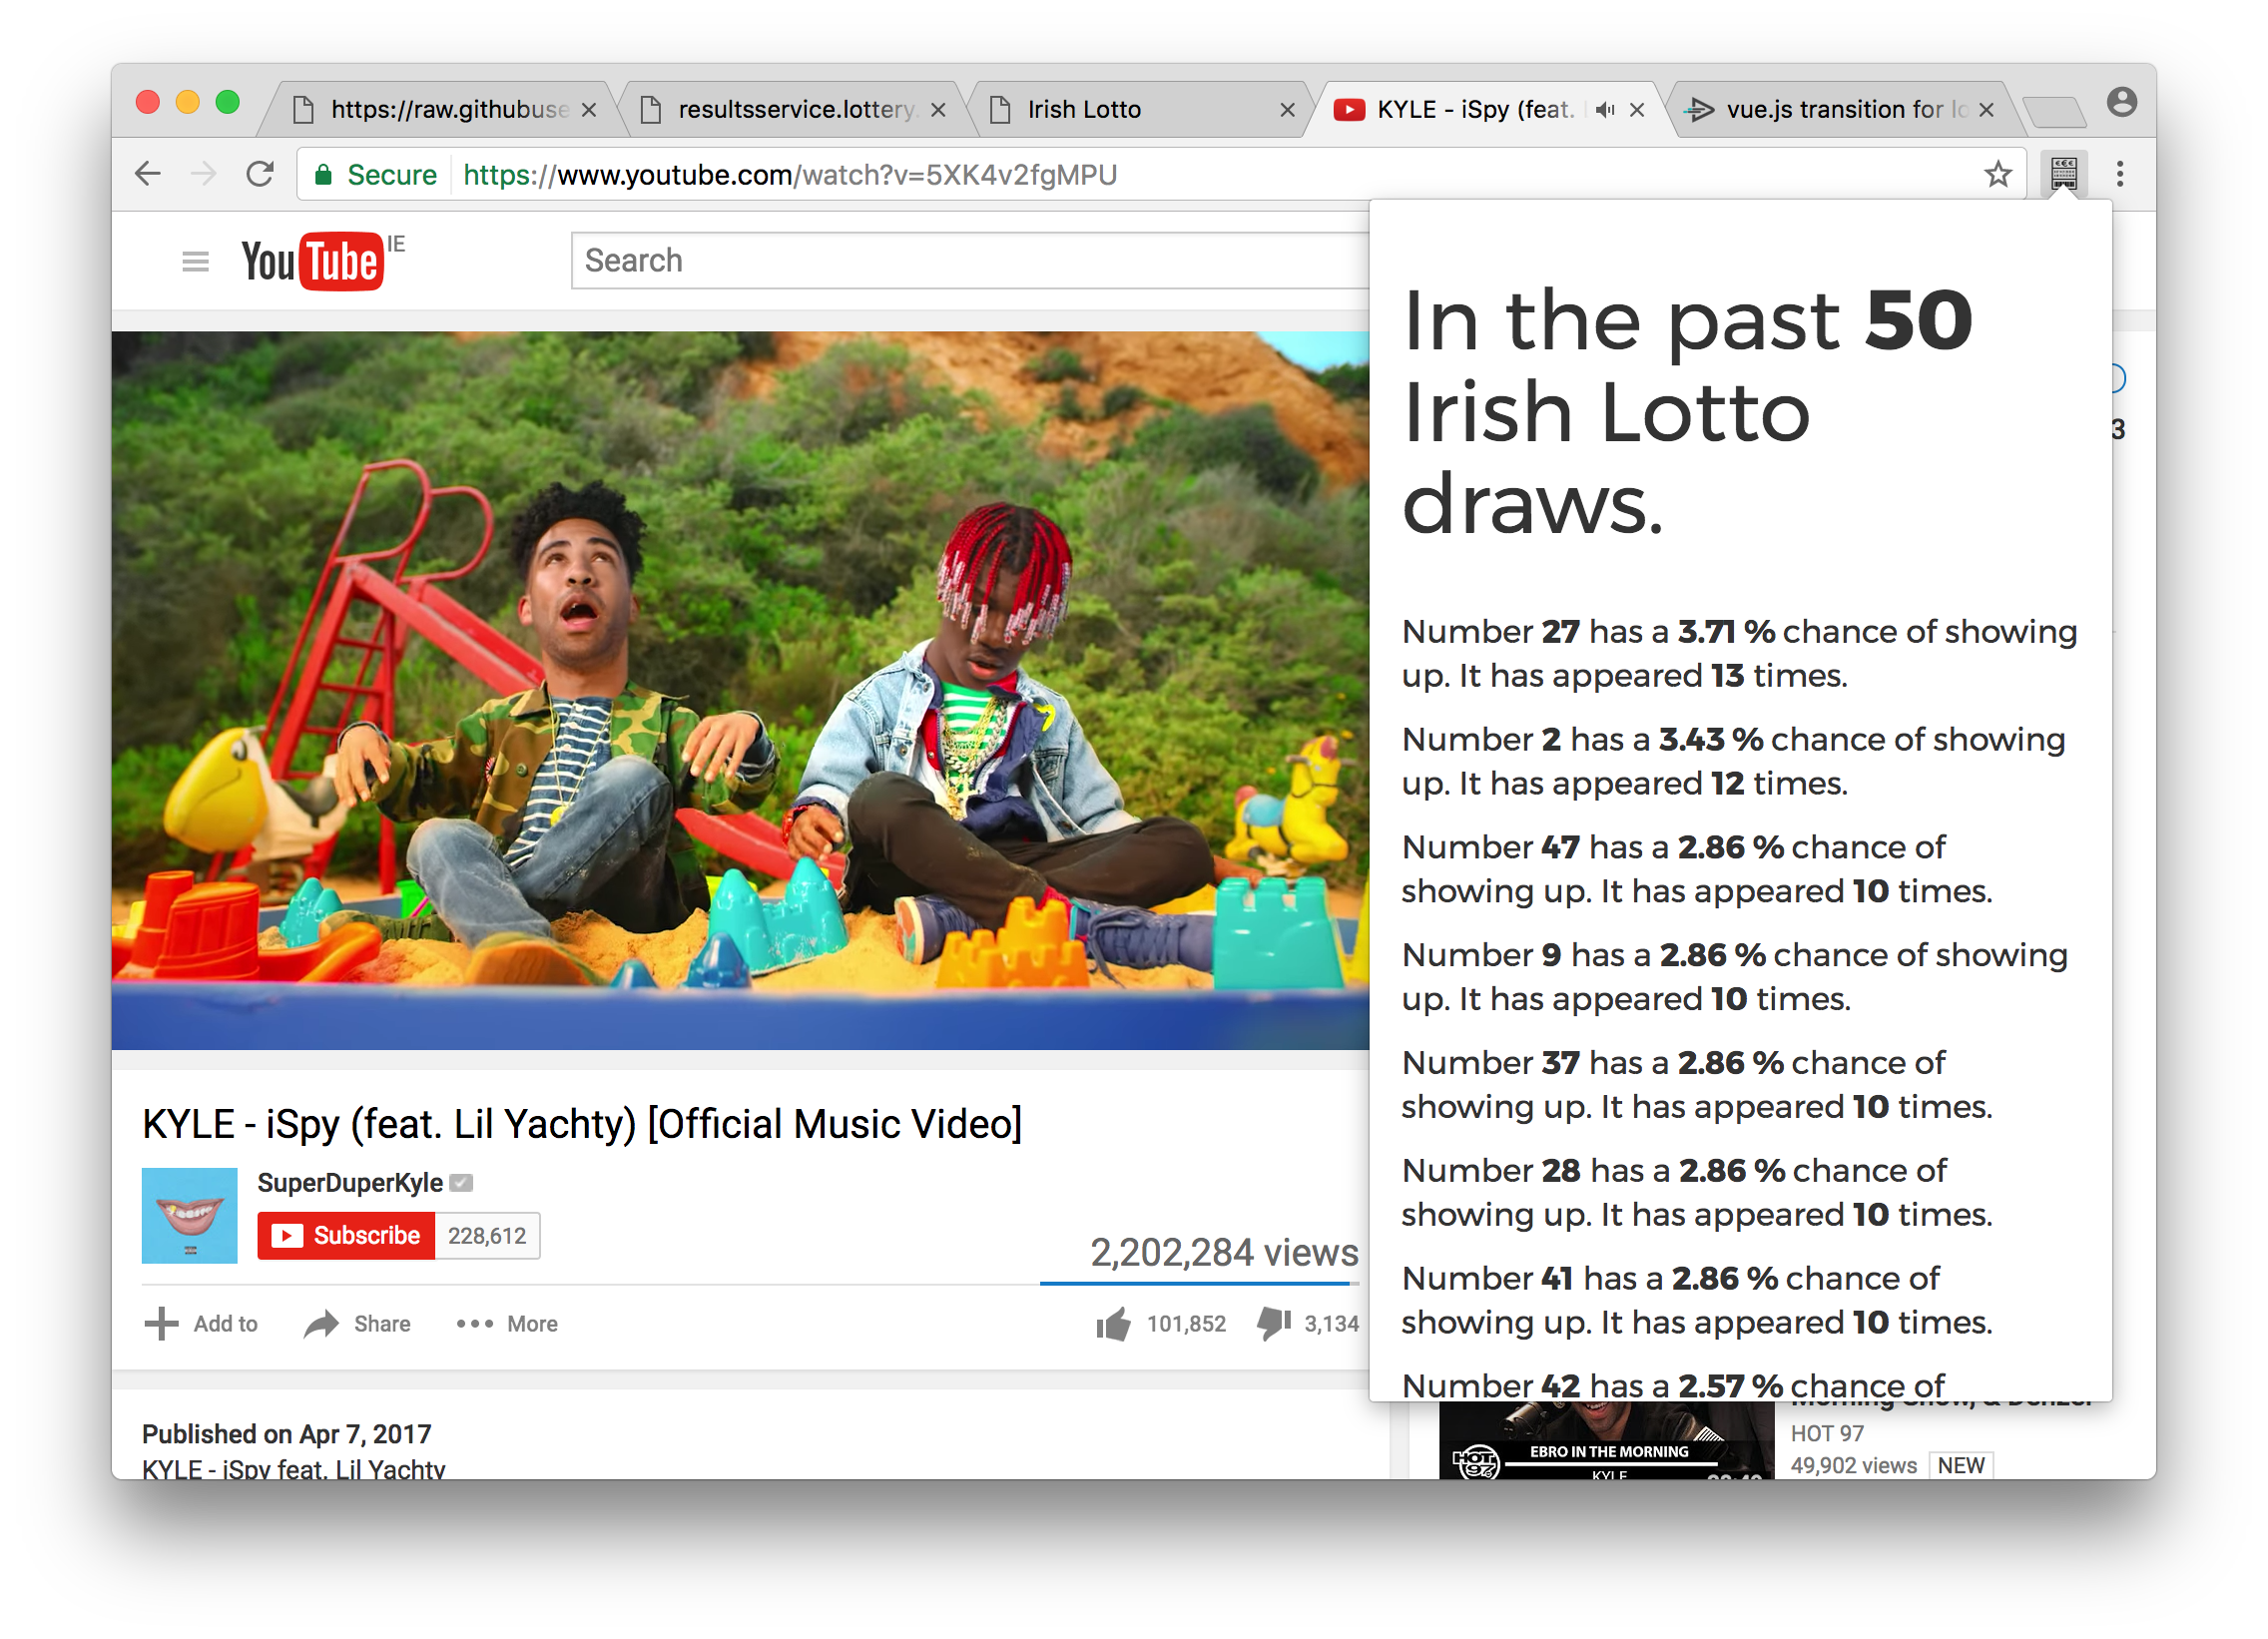 https://raw.githubuse
resultsservice.lottery.
Irish Lotto
KYLE - iSpy (feat.
vue.js transition for lo
Secure
https://www.youtube.com/watch?v=5XK4v2fgMPU
YouTube IE
Search
In the past 50
Irish Lotto
draws.
Number 27 has a 3.71 % chance of showing
up. It has appeared 13 times.
Number 2 has a 3.43 % chance of showing
up. It has appeared 12 times.
Number 47 has a 2.86 % chance of
showing up. It has appeared 10 times.
Number 9 has a 2.86 % chance of showing
up. It has appeared 10 times.
Number 37 has a 2.86 % chance of
showing up. It has appeared 10 times.
Number 28 has a 2.86 % chance of
showing up. It has appeared 10 times.
Number 41 has a 2.86 % chance of
showing up. It has appeared 10 times.
Number 42 has a 2.57 % chance of
3
KYLE - iSpy (feat. Lil Yachty) [Official Music Video]
SuperDuperKyle
Subscribe 228,612
2,202,284 views
Add to
Share
More
101,852
3,134
Published on Apr 7, 2017
KYLE - iSpy feat. Lil Yachty
HOT 97
EBRO IN THE MORNING
KYLE
Morning Show, & Denzel
HOT 97
49,902 views NEW